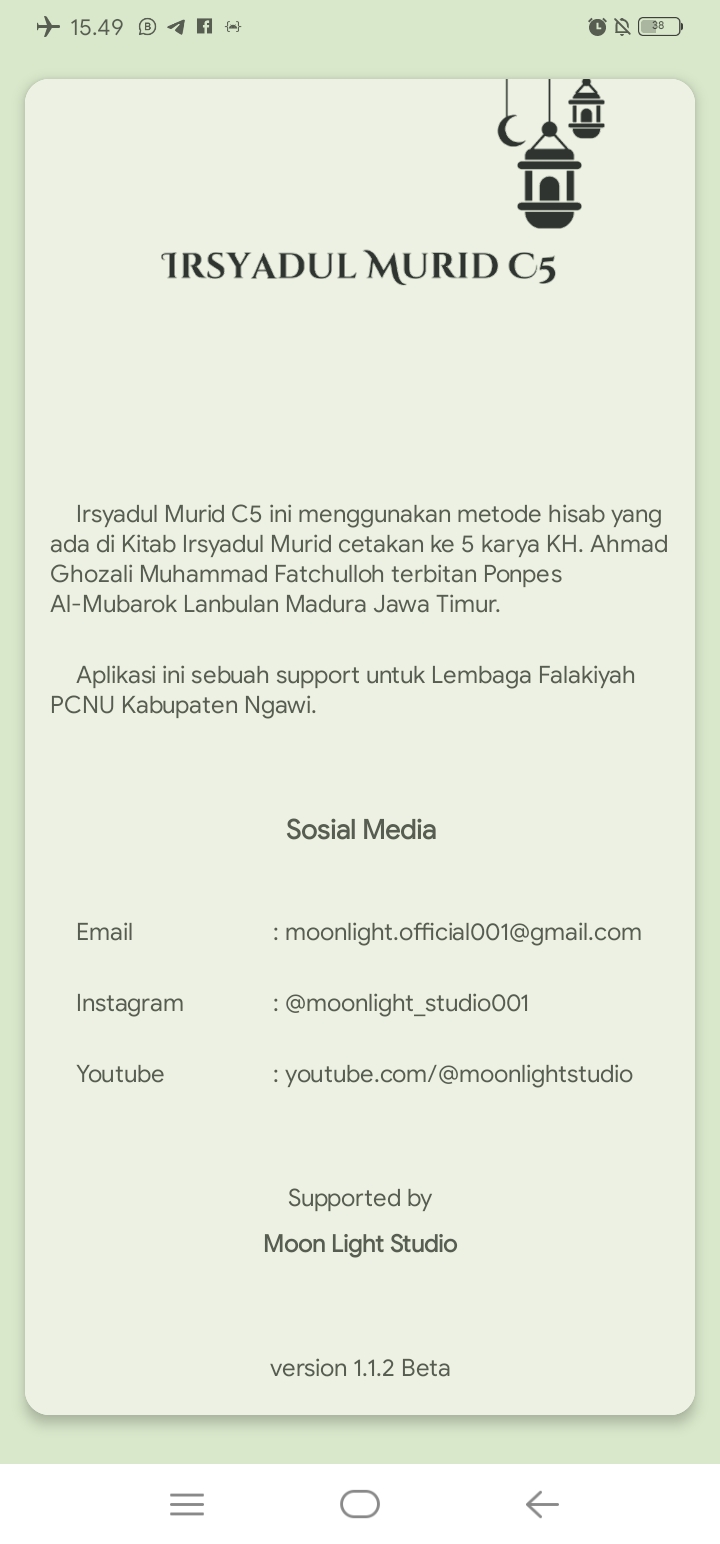 15.49
38
Irsyadul Murid C5
Irsyadul Murid C5 ini menggunakan metode hisab yang
ada di Kitab Irsyadul Murid cetakan ke 5 karya KH. Ahmad
Ghozali Muhammad Fatchulloh terbitan Ponpes
Al-Mubarok Lanbulan Madura Jawa Timur.
Aplikasi ini sebuah support untuk Lembaga Falakiyah
PCNU Kabupaten Ngawi.
Sosial Media
Email : moonlight.official001@gmail.com
Instagram : @moonlight_studio001
Youtube : youtube.com/@moonlightstudio
Supported by
Moon Light Studio
version 1.1.2 Beta